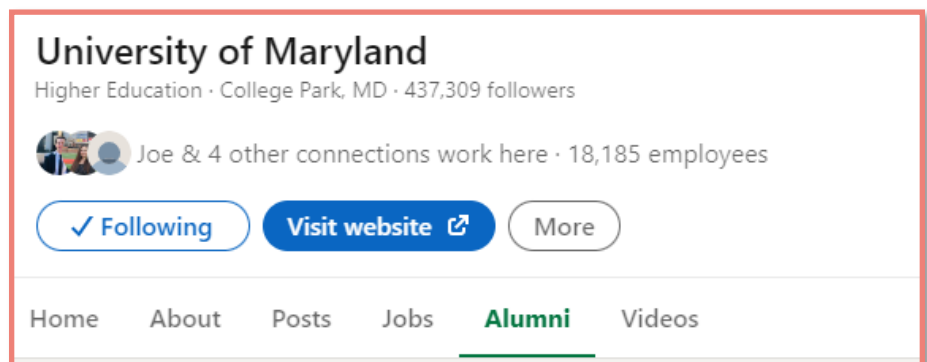 University of Maryland
Higher Education · College Park, MD · 437,309 followers
Joe & 4 other connections work here · 18,185 employees
✓ Following Visit website More
Home About Posts Jobs Alumni Videos